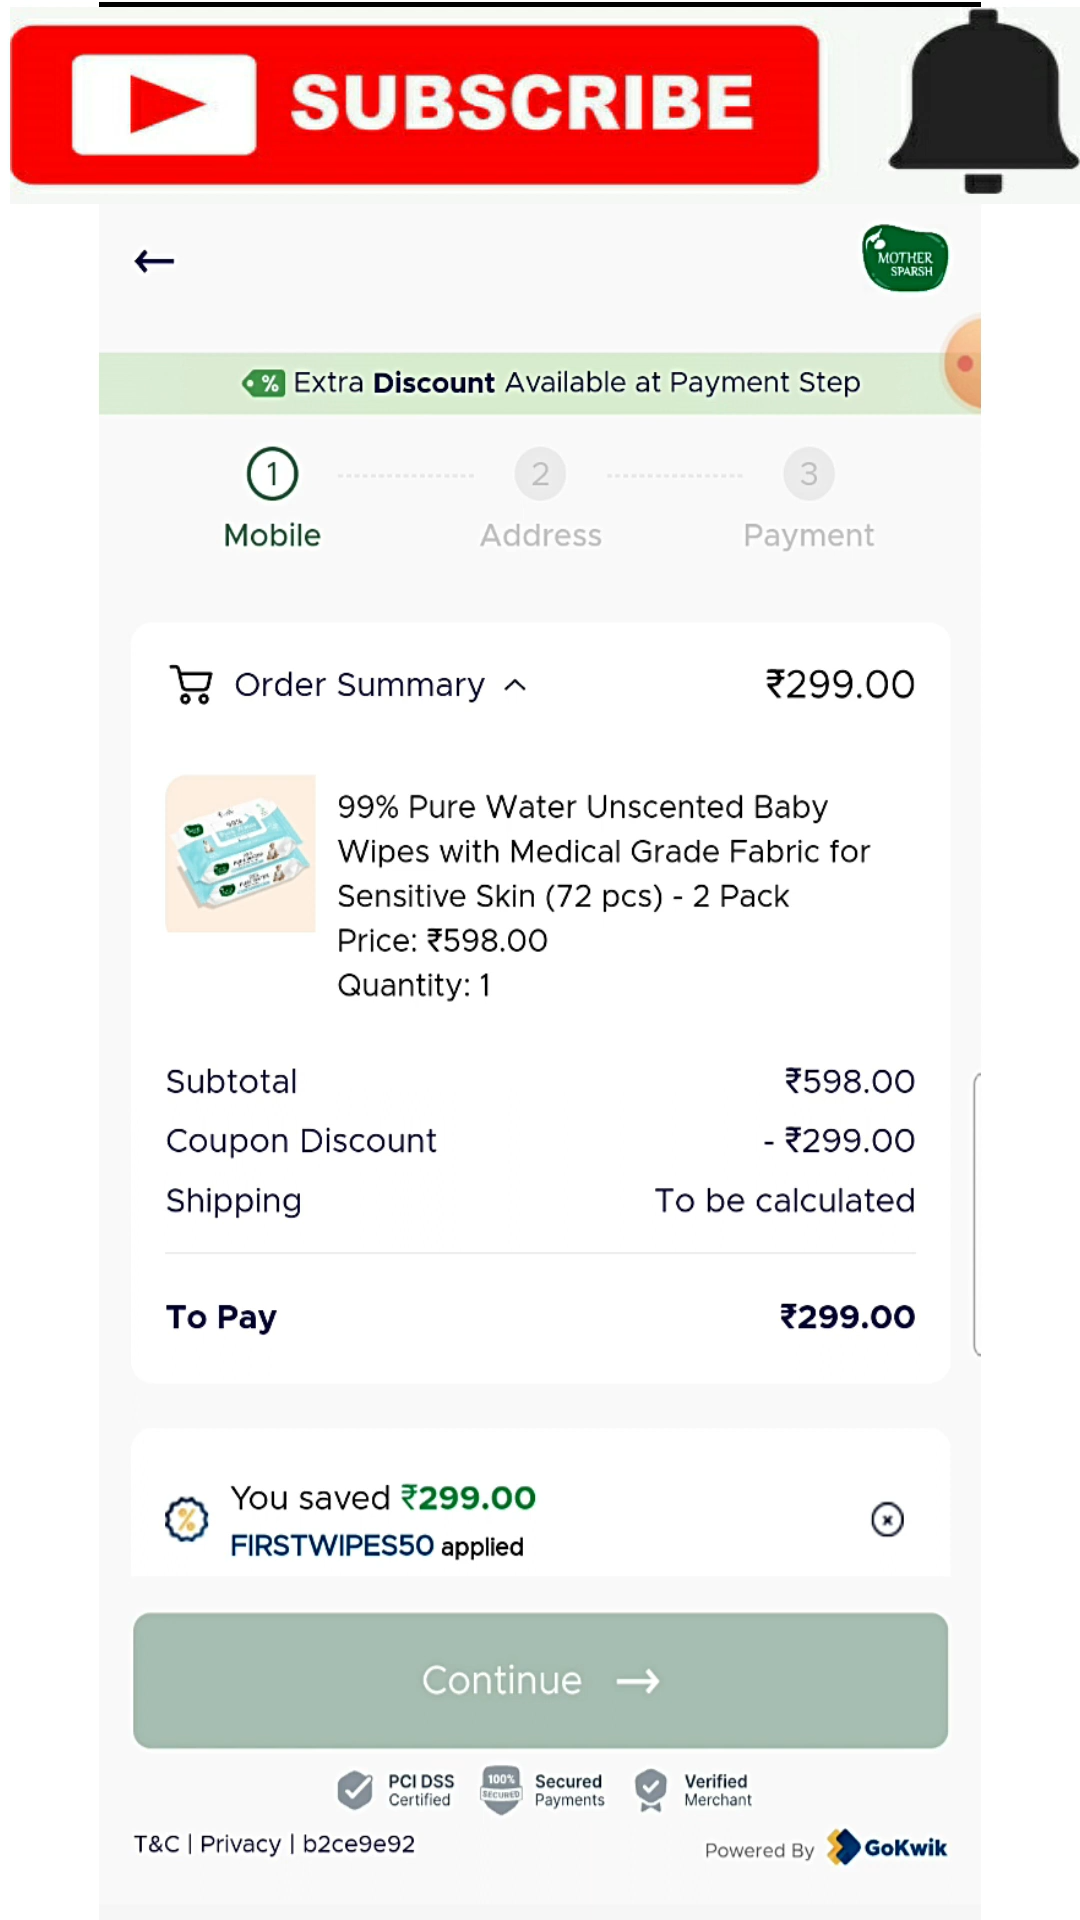 SUBSCRIBE
MOTHER
SPARSH
% Extra Discount Available at Payment Step
1
2
3
Mobile
Address
Payment
Order Summary
₹299.00
99% Pure Water Unscented Baby
Wipes with Medical Grade Fabric for
Sensitive Skin (72 pcs) - 2 Pack
Price: ₹598.00
Quantity: 1
Subtotal
₹598.00
Coupon Discount
- ₹299.00
Shipping
To be calculated
To Pay
₹299.00
You saved ₹299.00
FIRSTWIPES50 applied
Continue →
PCI DSS
Certified
100%
SECURED
Secured
Payments
Verified
Merchant
T&C | Privacy | b2ce9e92
Powered By GoKwik